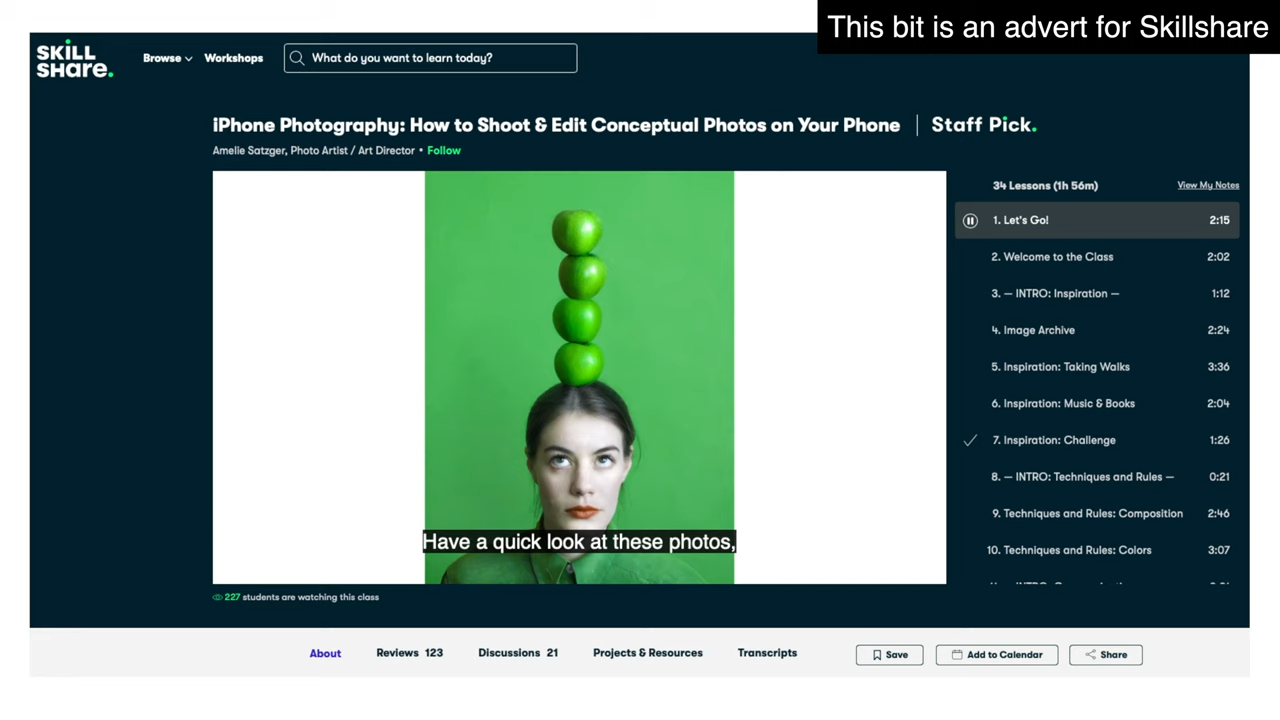 This bit is an advert for Skillshare
SKiLL
SHare.
Browse
Workshops
What do you want to learn today?
iPhone Photography: How to Shoot & Edit Conceptual Photos on Your Phone
Staff Pick.
Amelie Satzger, Photo Artist / Art Director • Follow
34 Lessons (1h 56m)
View My Notes
1. Let's Go!
2:15
2. Welcome to the Class
2:02
3. — INTRO: Inspiration —
1:12
4. Image Archive
2:24
5. Inspiration: Taking Walks
3:36
6. Inspiration: Music & Books
2:04
7. Inspiration: Challenge
1:26
8. — INTRO: Techniques and Rules —
0:21
9. Techniques and Rules: Composition
2:46
10. Techniques and Rules: Colors
3:07
Have a quick look at these photos,
227 students are watching this class
About
Reviews 123
Discussions 21
Projects & Resources
Transcripts
Save
Add to Calendar
Share